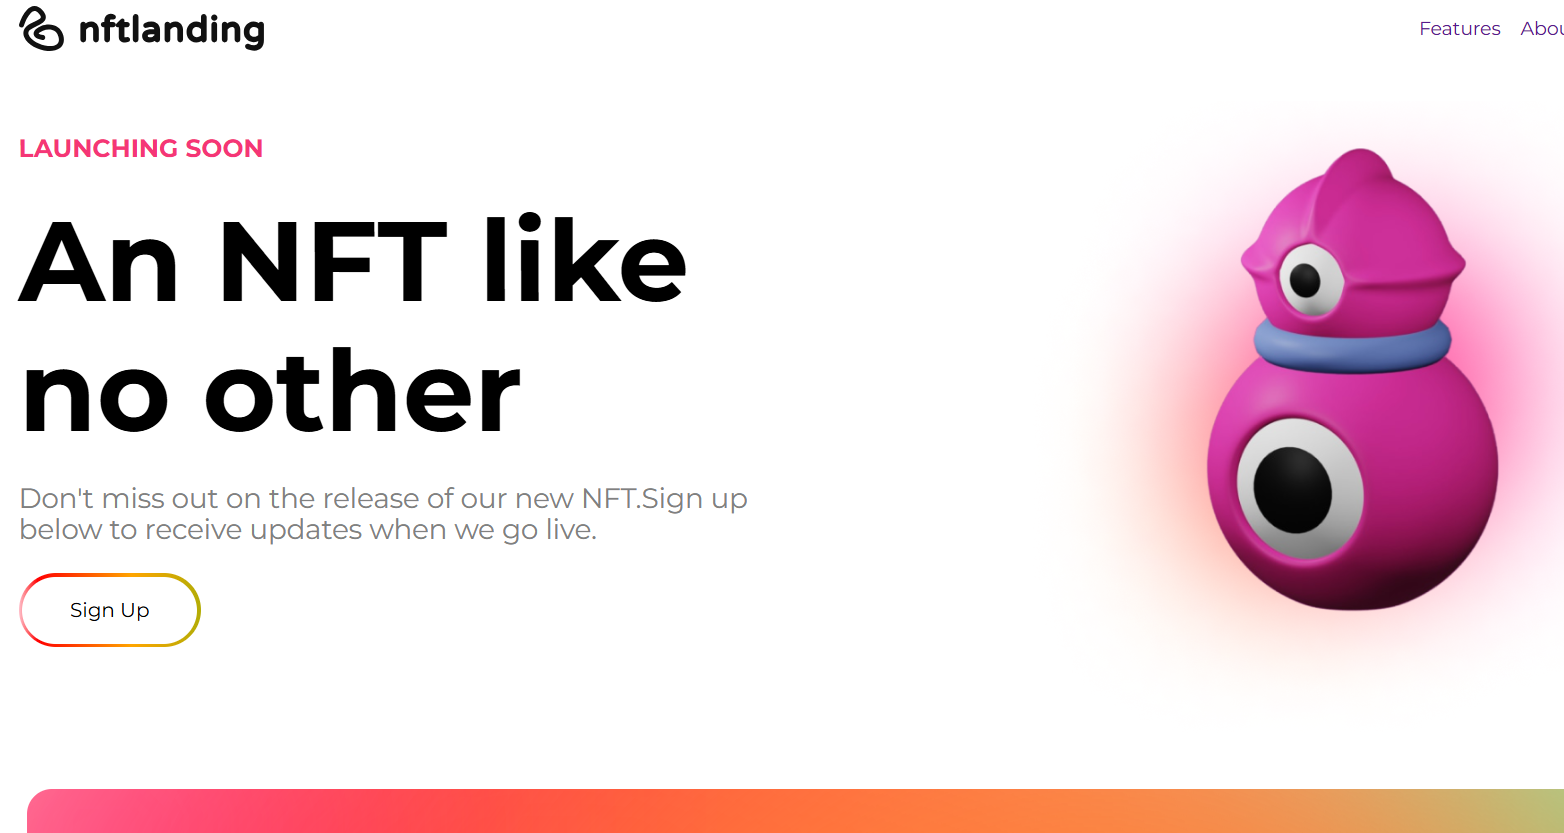 nftlanding
Features
LAUNCHING SOON
An NFT like
no other
Don't miss out on the release of our new NFT.Sign up
below to receive updates when we go live.
Sign Up